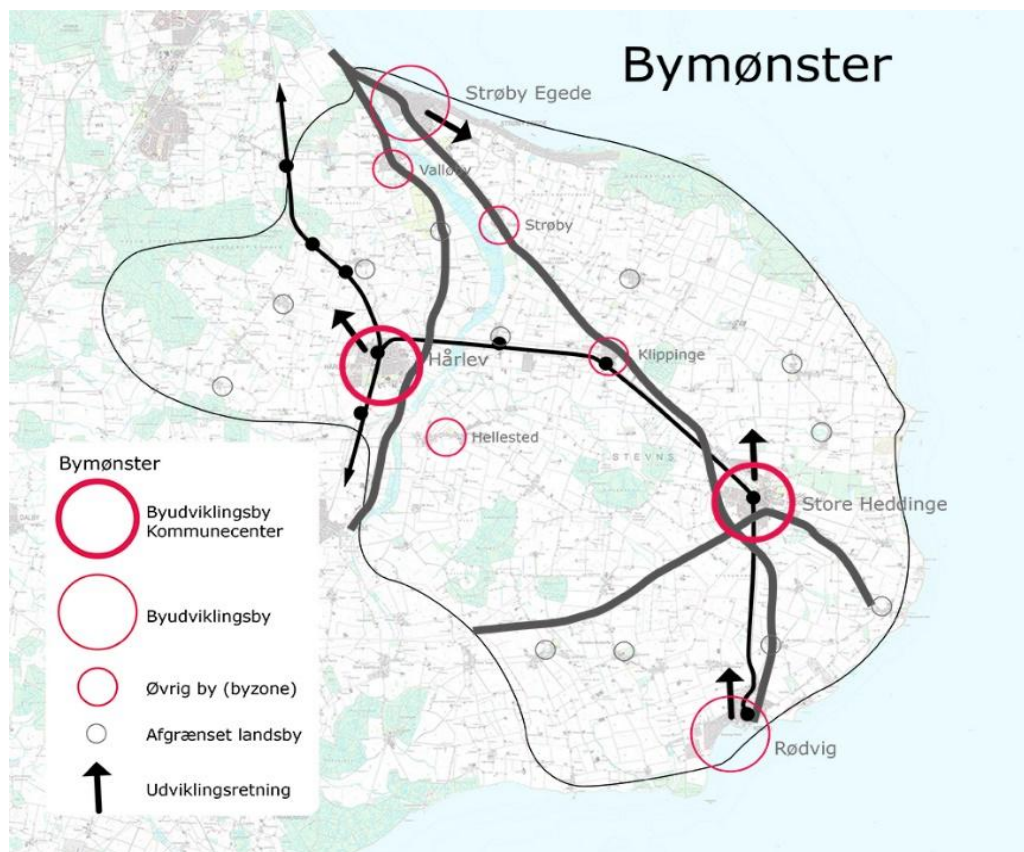 Bymønster
Strøby Egede
Valløby
Strøby
Hårlev
Klippinge
Hellested
STEVNS
Store Heddinge
Rødvig
Bymønster
Byudviklingsby
Kommunecenter
Byudviklingsby
Øvrig by (byzone)
Afgrænset landsby
Udviklingsretning